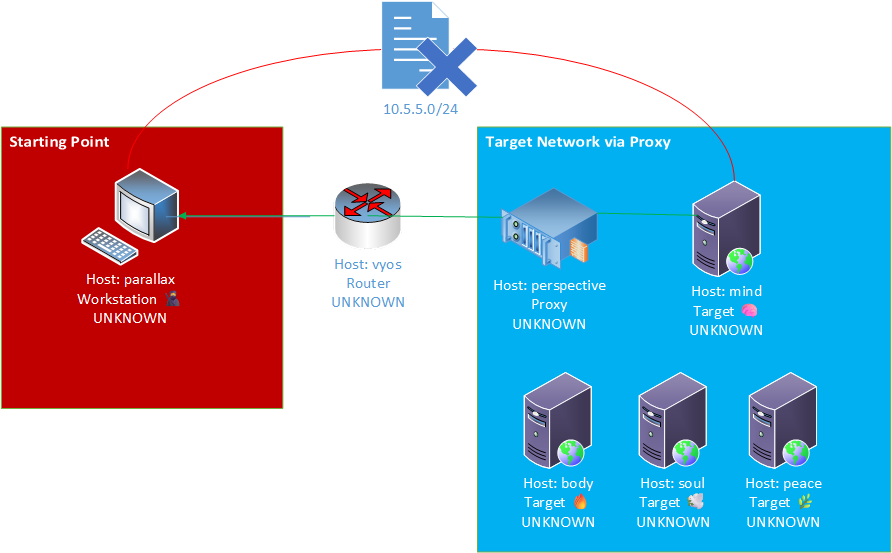 10.5.5.0/24
Starting Point
Target Network via Proxy
Host: parallax
Workstation 
UNKNOWN
Host: vyos
Router
UNKNOWN
Host: perspective
Proxy
UNKNOWN
Host: mind
Target 🧠
UNKNOWN
Host: body
Target 🔥
UNKNOWN
Host: soul
Target 🕊️
UNKNOWN
Host: peace
Target 🌿
UNKNOWN